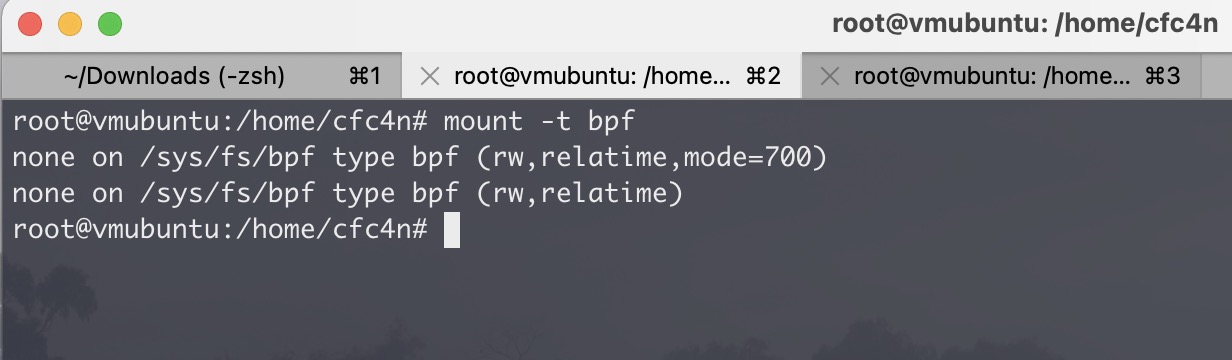 root@vmubuntu: /home/cfc4n
~/Downloads (-zsh) ⌘1 root@vmubuntu: /home... ⌘2 root@vmubuntu: /home... ⌘3
root@vmubuntu:/home/cfc4n# mount -t bpf
none on /sys/fs/bpf type bpf (rw,relatime,mode=700)
none on /sys/fs/bpf type bpf (rw,relatime)
root@vmubuntu:/home/cfc4n#